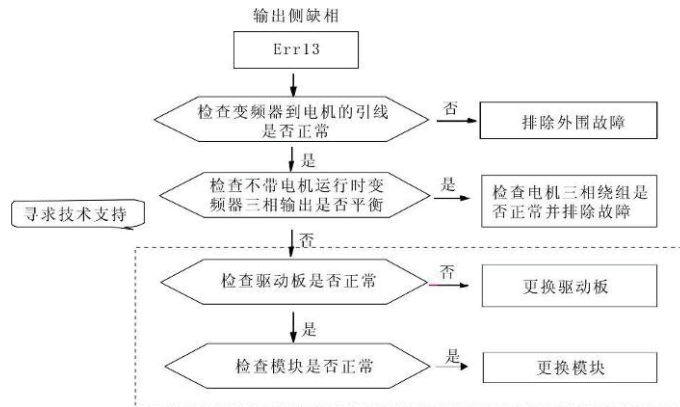 输出侧缺相
Err13
检查变频器到电机的引线
是否正常
否
排除外围故障
是
检查不带电机运行时变
频器三相输出是否平衡
是
检查电机三相绕组是
否正常并排除故障
寻求技术支持
否
检查驱动板是否正常
否
更换驱动板
是
检查模块是否正常
是
更换模块